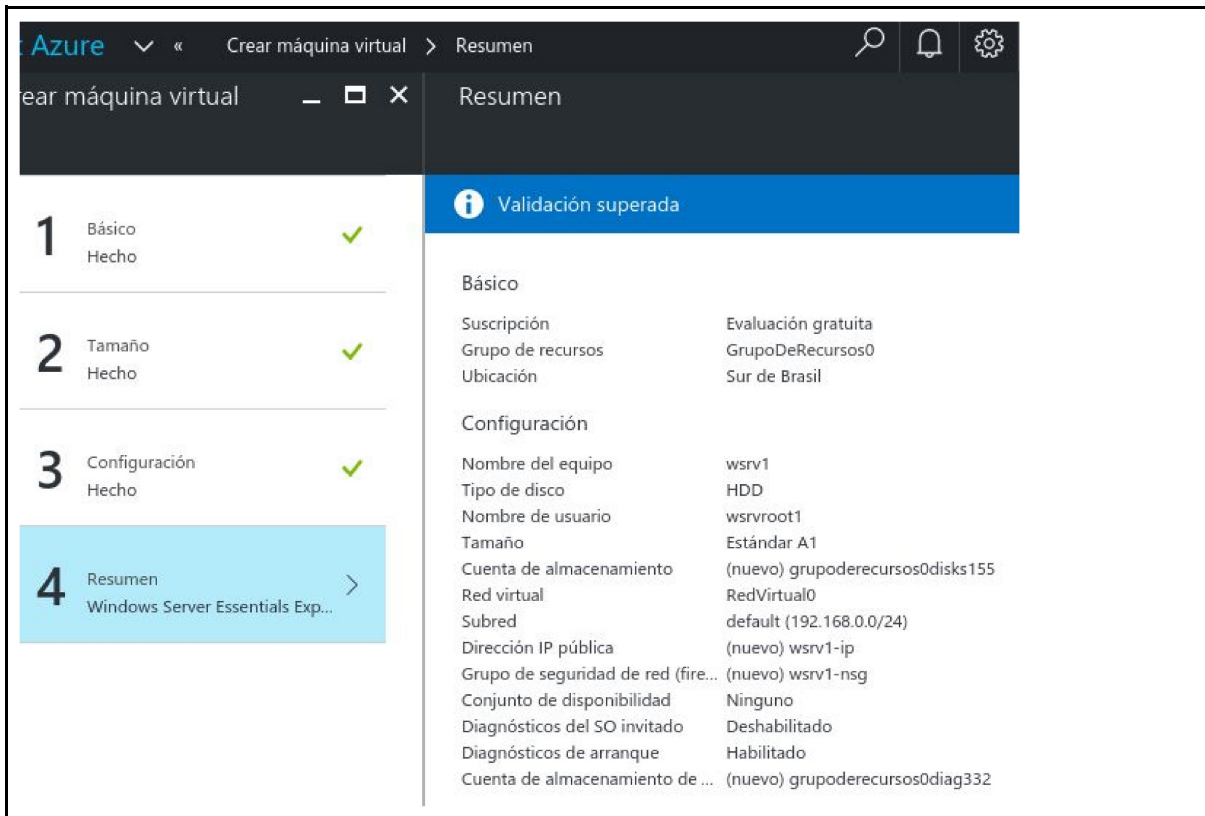 Azure « Crear máquina virtual > Resumen
ear máquina virtual
Resumen
1 Básico
Hecho
2 Tamaño
Hecho
3 Configuración
Hecho
4 Resumen
Windows Server Essentials Exp...
Validación superada
Básico
Suscripción Evaluación gratuita
Grupo de recursos GrupoDeRecursos0
Ubicación Sur de Brasil
Configuración
Nombre del equipo wsrv1
Tipo de disco HDD
Nombre de usuario wsrvroot1
Tamaño Estándar A1
Cuenta de almacenamiento (nuevo) grupoderecursos0disks155
Red virtual RedVirtual0
Subred default (192.168.0.0/24)
Dirección IP pública (nuevo) wsrv1-ip
Grupo de seguridad de red (fire... (nuevo) wsrv1-nsg
Conjunto de disponibilidad Ninguno
Diagnósticos del SO invitado Deshabilitado
Diagnósticos de arranque Habilitado
Cuenta de almacenamiento de ... (nuevo) grupoderecursos0diag332